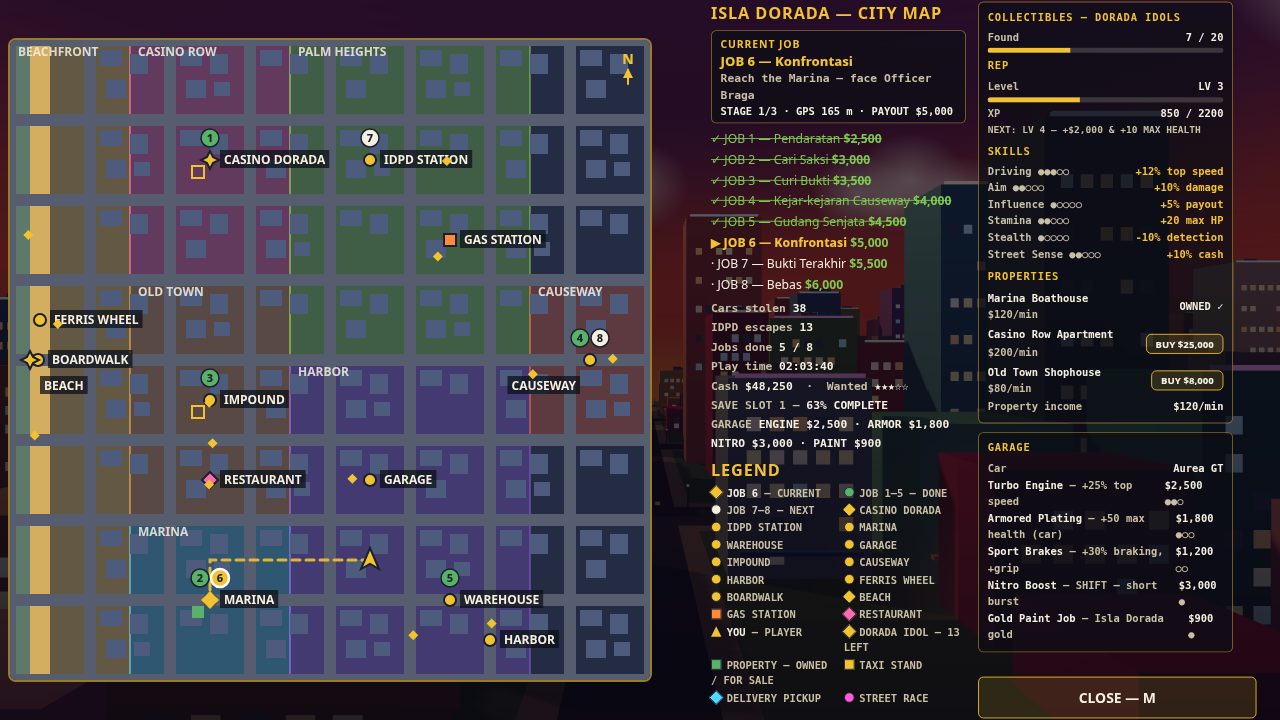 BEACHFRONT
CASINO ROW
PALM HEIGHTS
N
1
7
CASINO DORADA
IDPD STATION
GAS STATION
OLD TOWN
CAUSEWAY
FERRIS WHEEL
4
8
BOARDWALK
BEACH
HARBOR
CAUSEWAY
3
IMPOUND
RESTAURANT
GARAGE
MARINA
2
6
5
MARINA
WAREHOUSE
HARBOR
ISLA DORADA — CITY MAP
CURRENT JOB
JOB 6 — Konfrontasi
Reach the Marina — face Officer
Braga
STAGE 1/3 · GPS 165 m · PAYOUT $5,000
✓ JOB 1 — Pendaratan $2,500
✓ JOB 2 — Cari Saksi $3,000
✓ JOB 3 — Curi Bukti $3,500
✓ JOB 4 — Kejar-kejaran Causeway $4,000
✓ JOB 5 — Gudang Senjata $4,500
▶ JOB 6 — Konfrontasi $5,000
· JOB 7 — Bukti Terakhir $5,500
· JOB 8 — Bebas $6,000
Cars stolen 38
IDPD escapes 13
Jobs done 5 / 8
Play time 02:03:40
Cash $48,250 · Wanted ★★★☆☆
SAVE SLOT 1 — 63% COMPLETE
GARAGE ENGINE $2,500 · ARMOR $1,800
NITRO $3,000 · PAINT $900
LEGEND
JOB 6 — CURRENT
JOB 1–5 — DONE
JOB 7–8 — NEXT
CASINO DORADA
IDPD STATION
MARINA
WAREHOUSE
GARAGE
IMPOUND
CAUSEWAY
HARBOR
FERRIS WHEEL
BOARDWALK
BEACH
GAS STATION
RESTAURANT
YOU — PLAYER
DORADA IDOL — 13
LEFT
PROPERTY — OWNED
/ FOR SALE
TAXI STAND
DELIVERY PICKUP
STREET RACE
COLLECTIBLES — DORADA IDOLS
Found 7 / 20
REP
Level LV 3
XP 850 / 2200
NEXT: LV 4 — +$2,000 & +10 MAX HEALTH
SKILLS
Driving ●●●○○ +12% top speed
Aim ●●○○○ +10% damage
Influence ●○○○○ +5% payout
Stamina ●●○○○ +20 max HP
Stealth ●○○○○ -10% detection
Street Sense ●●○○○ +10% cash
PROPERTIES
Marina Boathouse
$120/min
OWNED ✓
Casino Row Apartment
$200/min
BUY $25,000
Old Town Shophouse
$80/min
BUY $8,000
Property income $120/min
GARAGE
Car Aurea GT
Turbo Engine — +25% top $2,500
speed ●●○
Armored Plating — +50 max $1,800
health (car) ●○○
Sport Brakes — +30% braking, $1,200
+grip ○○
Nitro Boost — SHIFT — short $3,000
burst ●
Gold Paint Job — Isla Dorada $900
gold ●
CLOSE — M